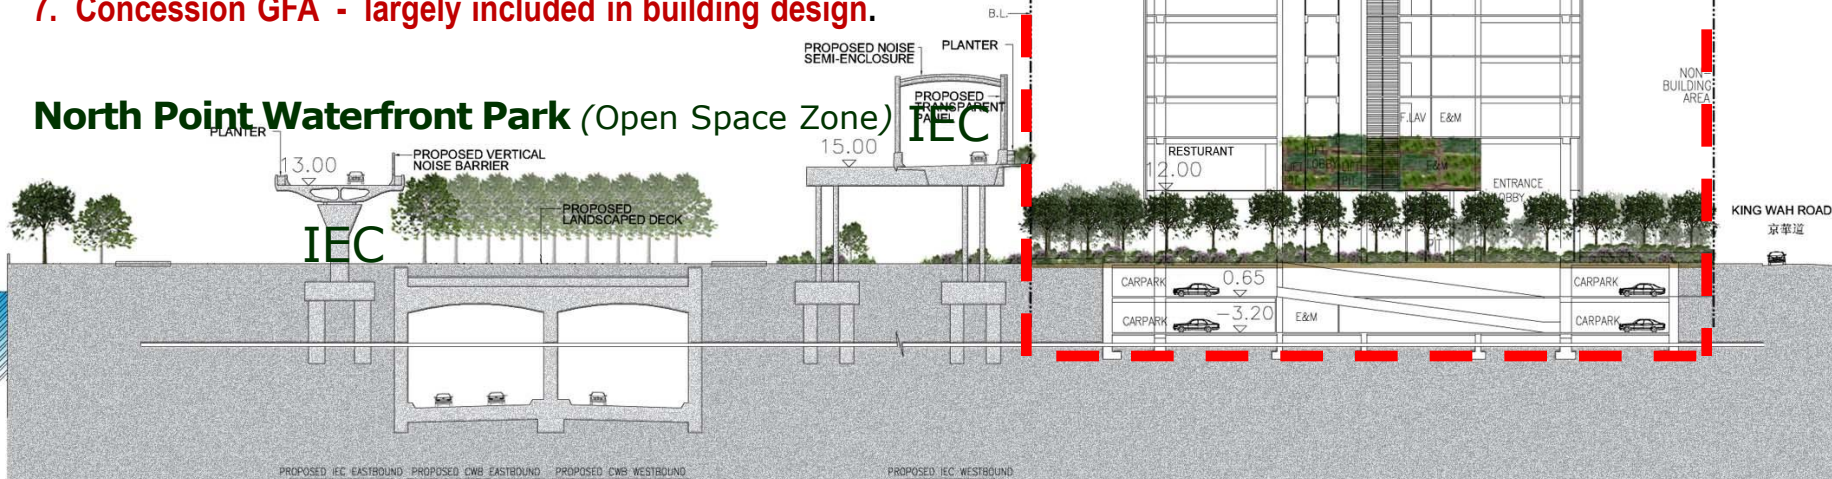 7. Concession GFA - largely included in building design.
B.L.
PROPOSED NOISE
SEMI-ENCLOSURE
PLANTER
NON-
BUILDING
AREA
PROPOSED
TRANSPARENT
PANEL
North Point Waterfront Park (Open Space Zone) IEC
F.LAV E&M
PLANTER
15.00
PROPOSED VERTICAL
NOISE BARRIER
13.00
RESTURANT
12.00
E&M
ENTRANCE
LOBBY
PROPOSED
LANDSCAPED DECK
KING WAH ROAD
京華道
IEC
CARPARK 0.65 CARPARK
CARPARK -3.20 E&M CARPARK
PROPOSED IEC EASTBOUND PROPOSED CWB EASTBOUND PROPOSED CWB WESTBOUND PROPOSED IEC WESTBOUND